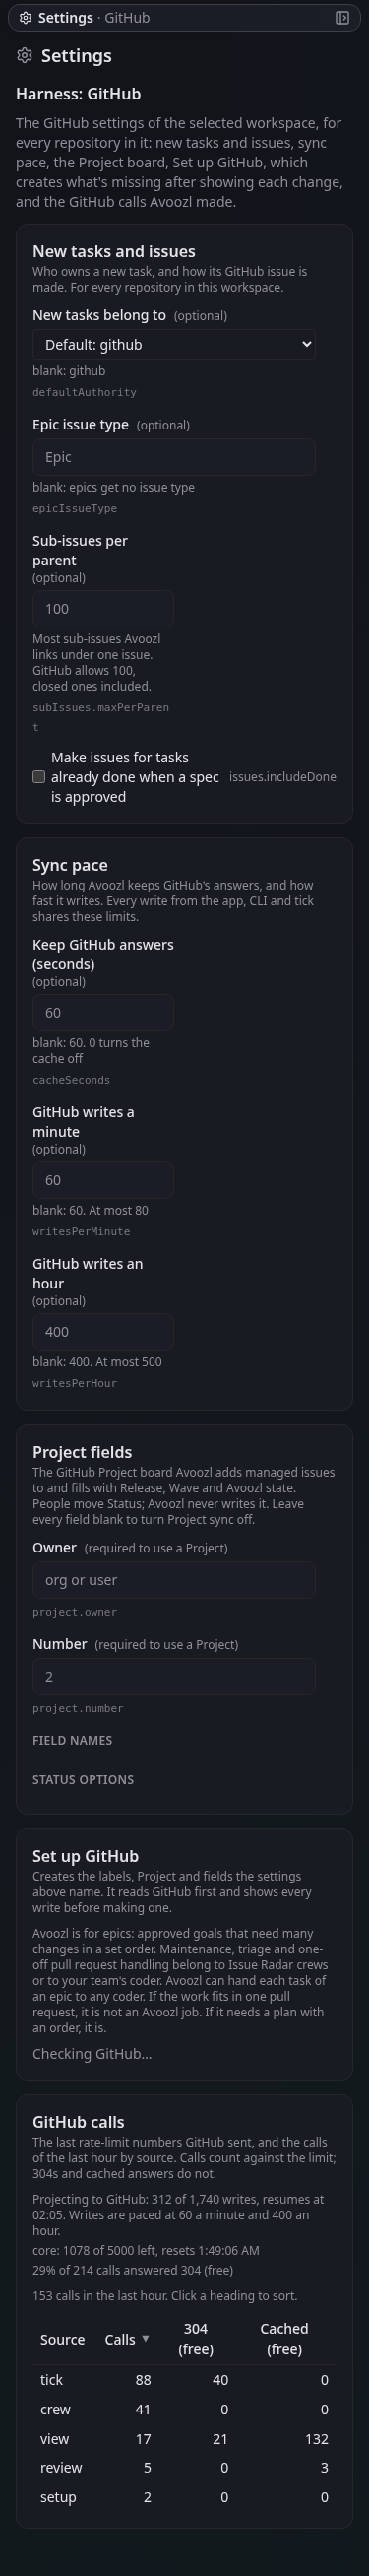 Settings · GitHub
Settings
Harness: GitHub
The GitHub settings of the selected workspace, for
every repository in it: new tasks and issues, sync
pace, the Project board, Set up GitHub, which
creates what's missing after showing each change,
and the GitHub calls Avoozl made.
New tasks and issues
Who owns a new task, and how its GitHub issue is
made. For every repository in this workspace.
New tasks belong to (optional)
Default: github
blank: github
defaultAuthority
Epic issue type (optional)
Epic
blank: epics get no issue type
epicIssueType
Sub-issues per
parent
(optional)
100
Most sub-issues Avoozl
links under one issue.
GitHub allows 100,
closed ones included.
subIssues.maxPerParen
t
Make issues for tasks
already done when a spec issues.includeDone
is approved
Sync pace
How long Avoozl keeps GitHub's answers, and how
fast it writes. Every write from the app, CLI and tick
shares these limits.
Keep GitHub answers
(seconds)
(optional)
60
blank: 60. 0 turns the
cache off
cacheSeconds
GitHub writes a
minute
(optional)
60
blank: 60. At most 80
writesPerMinute
GitHub writes an
hour
(optional)
400
blank: 400. At most 500
writesPerHour
Project fields
The GitHub Project board Avoozl adds managed issues
to and fills with Release, Wave and Avoozl state.
People move Status; Avoozl never writes it. Leave
every field blank to turn Project sync off.
Owner (required to use a Project)
org or user
project.owner
Number (required to use a Project)
2
project.number
FIELD NAMES
STATUS OPTIONS
Set up GitHub
Creates the labels, Project and fields the settings
above name. It reads GitHub first and shows every
write before making one.
Avoozl is for epics: approved goals that need many
changes in a set order. Maintenance, triage and one-
off pull request handling belong to Issue Radar crews
or to your team's coder. Avoozl can hand each task of
an epic to any coder. If the work fits in one pull
request, it is not an Avoozl job. If it needs a plan with
an order, it is.
Checking GitHub...
GitHub calls
The last rate-limit numbers GitHub sent, and the calls
of the last hour by source. Calls count against the limit;
304s and cached answers do not.
Projecting to GitHub: 312 of 1,740 writes, resumes at
02:05. Writes are paced at 60 a minute and 400 an
hour.
core: 1078 of 5000 left, resets 1:49:06 AM
29% of 214 calls answered 304 (free)
153 calls in the last hour. Click a heading to sort.
Source Calls ▼ 304 (free) Cached (free)
tick 88 40 0
crew 41 0 0
view 17 21 132
review 5 0 3
setup 2 0 0